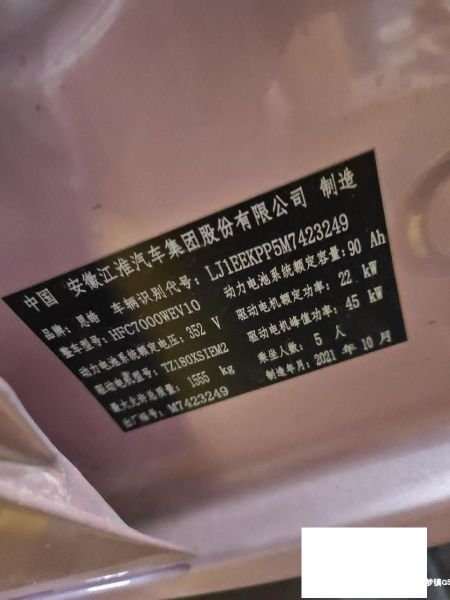 中国 安徽江淮汽车集团股份有限公司 制造
品牌：思皓 车辆识别代号：LJ1EEKPP5M7423249
整车型号：HFC7000WEV10 动力电池系统额定容量：90 Ah
动力电池系统额定电压：352 V 驱动电机额定功率：22 kW
驱动电机型号：TZ180XS1EM2 驱动电机峰值功率：45 kW
最大允许总质量：1555 kg 乘坐人数：5 人
出厂编号：M7423249 制造年月：2021 年 10 月